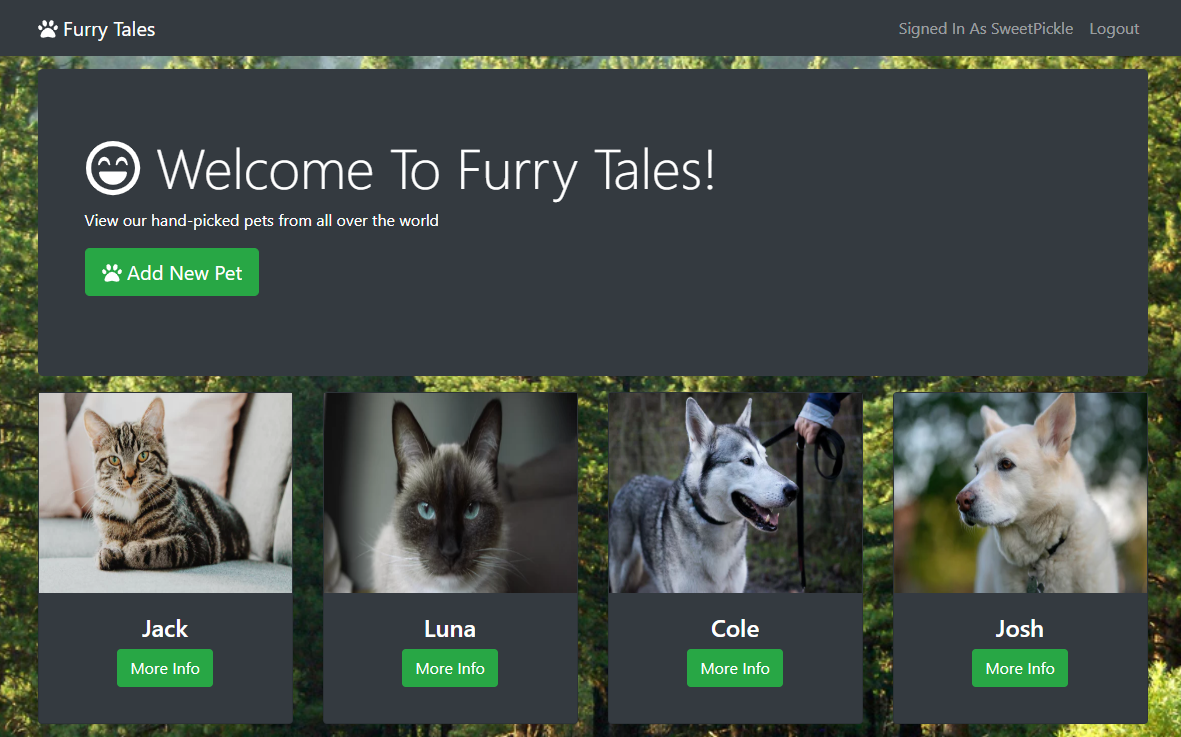 Furry Tales
Signed In As SweetPickle Logout
Welcome To Furry Tales!
View our hand-picked pets from all over the world
Add New Pet
Jack
More Info
Luna
More Info
Cole
More Info
Josh
More Info